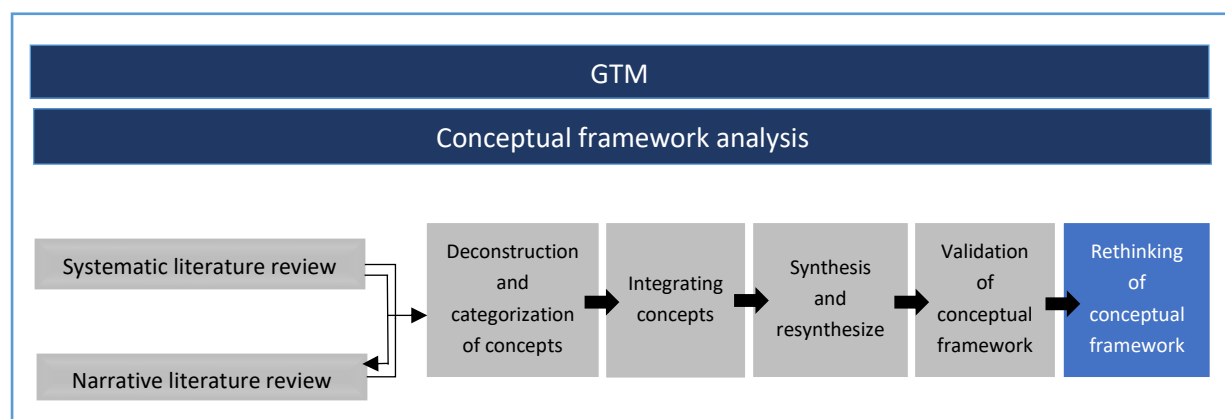 GTM
Conceptual framework analysis
Systematic literature review
Narrative literature review
Deconstruction
and
categorization
of concepts
Integrating
concepts
Synthesis
and
resynthesize
Validation
of
conceptual
framework
Rethinking
of
conceptual
framework